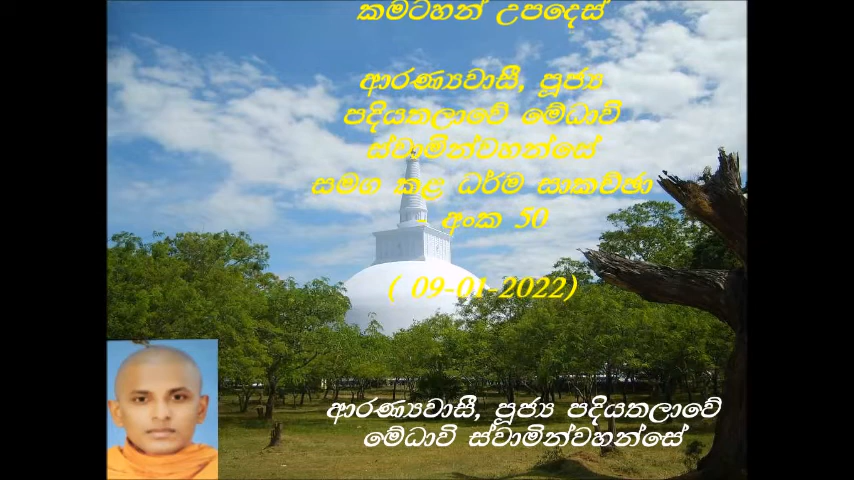 කමටහන් උපදෙස්
ආරණ්‍යවාසී, පූජ්‍ය
පදියතලාවේ මේධාවි
ස්වාමින්වහන්සේ
සමග කළ ධර්ම සාකච්ඡා
- අංක 50
( 09-01-2022)
ආරණ්‍යවාසී, පූජ්‍ය පදියතලාවේ
මේධාවි ස්වාමින්වහන්සේ